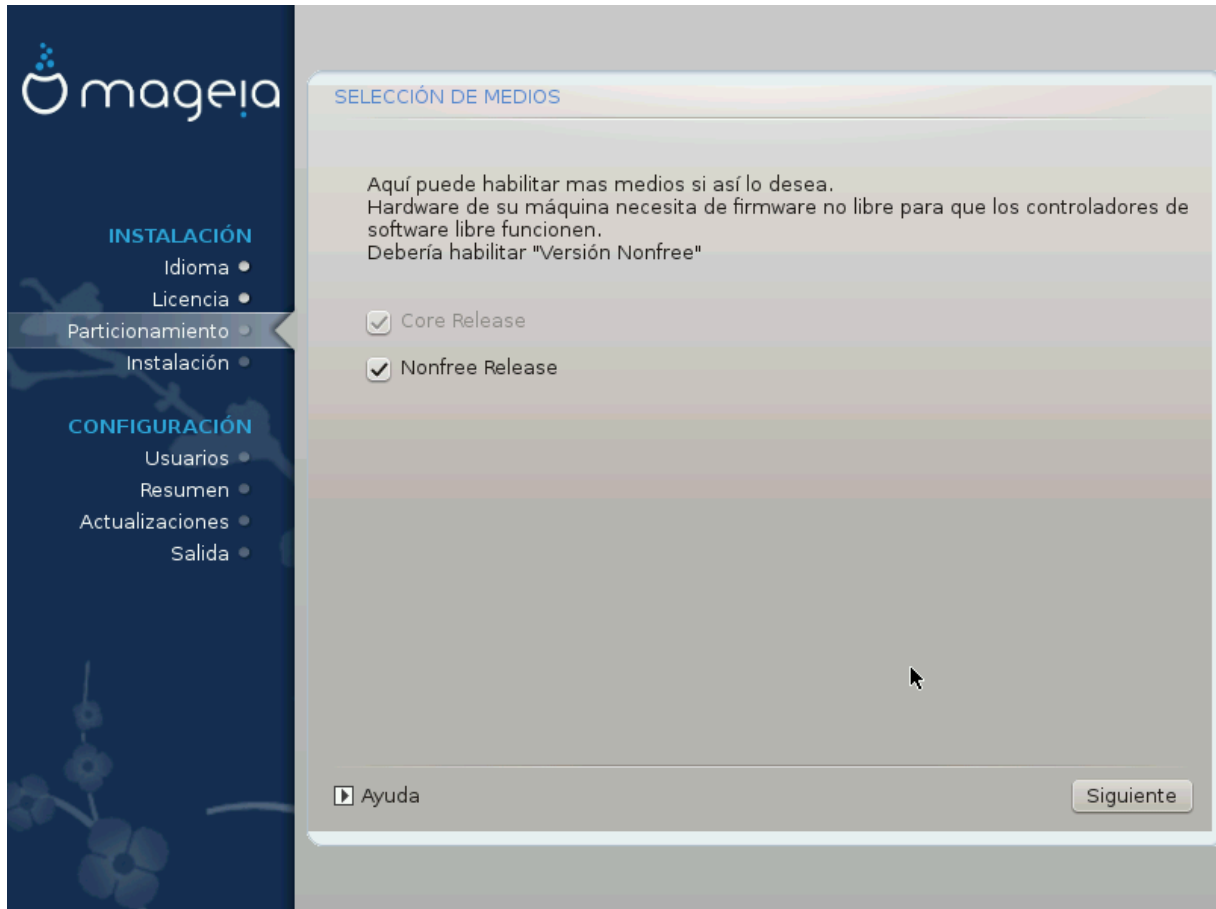 mageia
INSTALACIÓN
Idioma
Licencia
Particionamiento
Instalación
CONFIGURACIÓN
Usuarios
Resumen
Actualizaciones
Salida
SELECCIÓN DE MEDIOS
Aquí puede habilitar mas medios si así lo desea.
Hardware de su máquina necesita de firmware no libre para que los controladores de
software libre funcionen.
Debería habilitar "Versión Nonfree"
Core Release
Nonfree Release
Ayuda
Siguiente